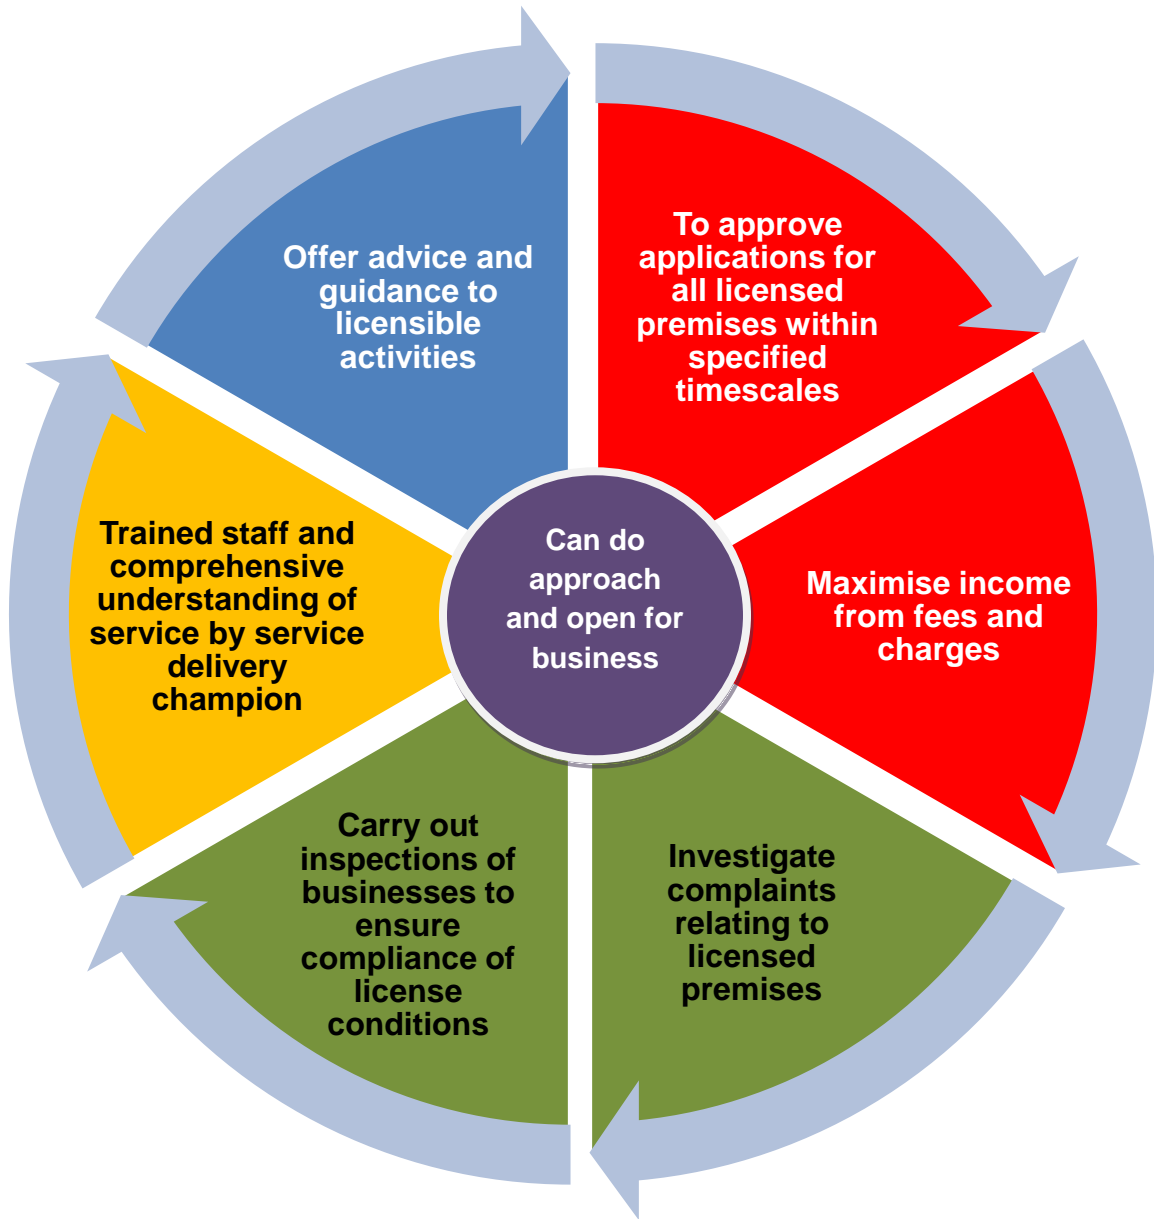 To approve
applications for
all licensed
premises within
specified
timescales
Maximise income
from fees and
charges
Investigate
complaints
relating to
licensed
premises
Carry out
inspections of
businesses to
ensure
compliance of
license
conditions
Trained staff and
comprehensive
understanding of
service by service
delivery
champion
Offer advice and
guidance to
licensible
activities
Can do
approach
and open for
business